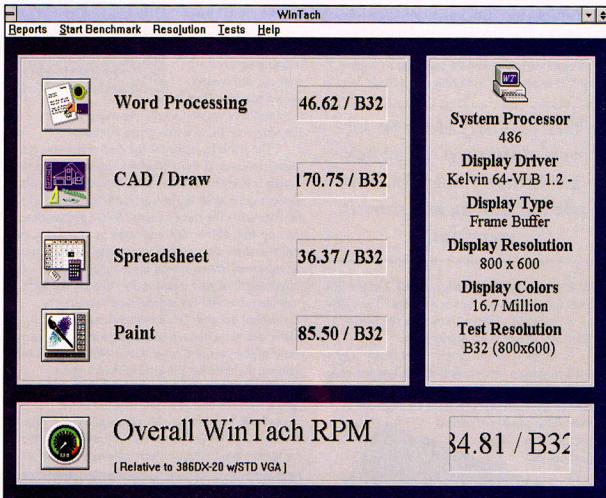 WinTach
Reports Start Benchmark Resolution Tests Help
Word Processing 46.62 / B32
CAD / Draw 170.75 / B32
Spreadsheet 36.37 / B32
Paint 85.50 / B32
WT
System Processor
486
Display Driver
Kelvin 64-VLB 1.2 -
Display Type
Frame Buffer
Display Resolution
800 x 600
Display Colors
16.7 Million
Test Resolution
B32 (800x600)
Overall WinTach RPM
84.81 / B32
( Relative to 386DX-20 w/STD VGA )